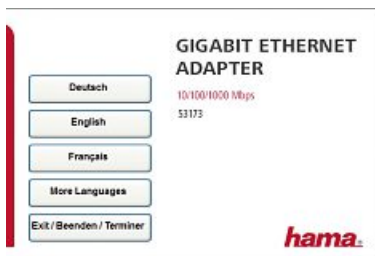 GIGABIT ETHERNET
ADAPTER
10/100/1000 Mbps
53173
Deutsch
English
Français
More Languages
Exit / Beenden / Terminer
hama.